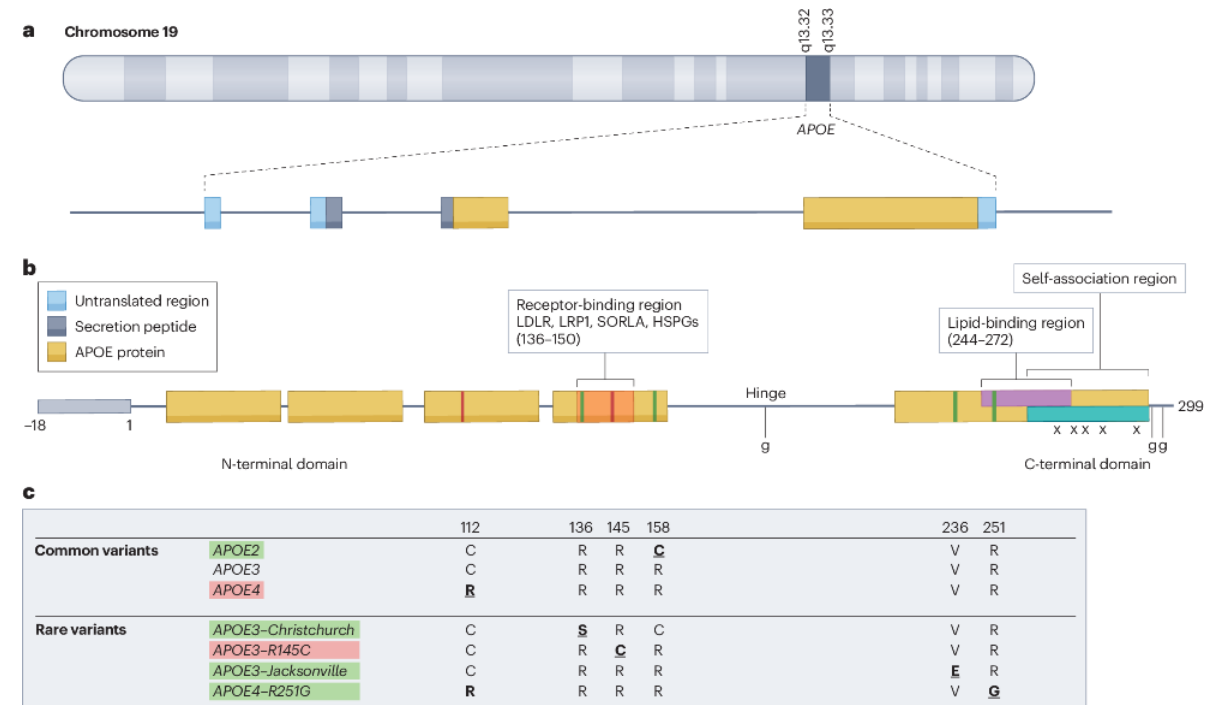 a Chromosome 19
q13.32
q13.33
APOE
b
Untranslated region
Secretion peptide
APOE protein
Receptor-binding region
LDLR, LRP1, SORLA, HSPGs
(136–150)
Self-association region
Lipid-binding region
(244–272)
Hinge
299
–18 1
x x x x x
g g g
N-terminal domain C-terminal domain
c
112 136 145 158 236 251
Common variants APOE2 C R R C V R
APOE3 C R R R V R
APOE4 R R R R V R
Rare variants APOE3–Christchurch C S R C V R
APOE3–R145C C R C R V R
APOE3–Jacksonville C R R R E R
APOE4–R251G R R R R V G